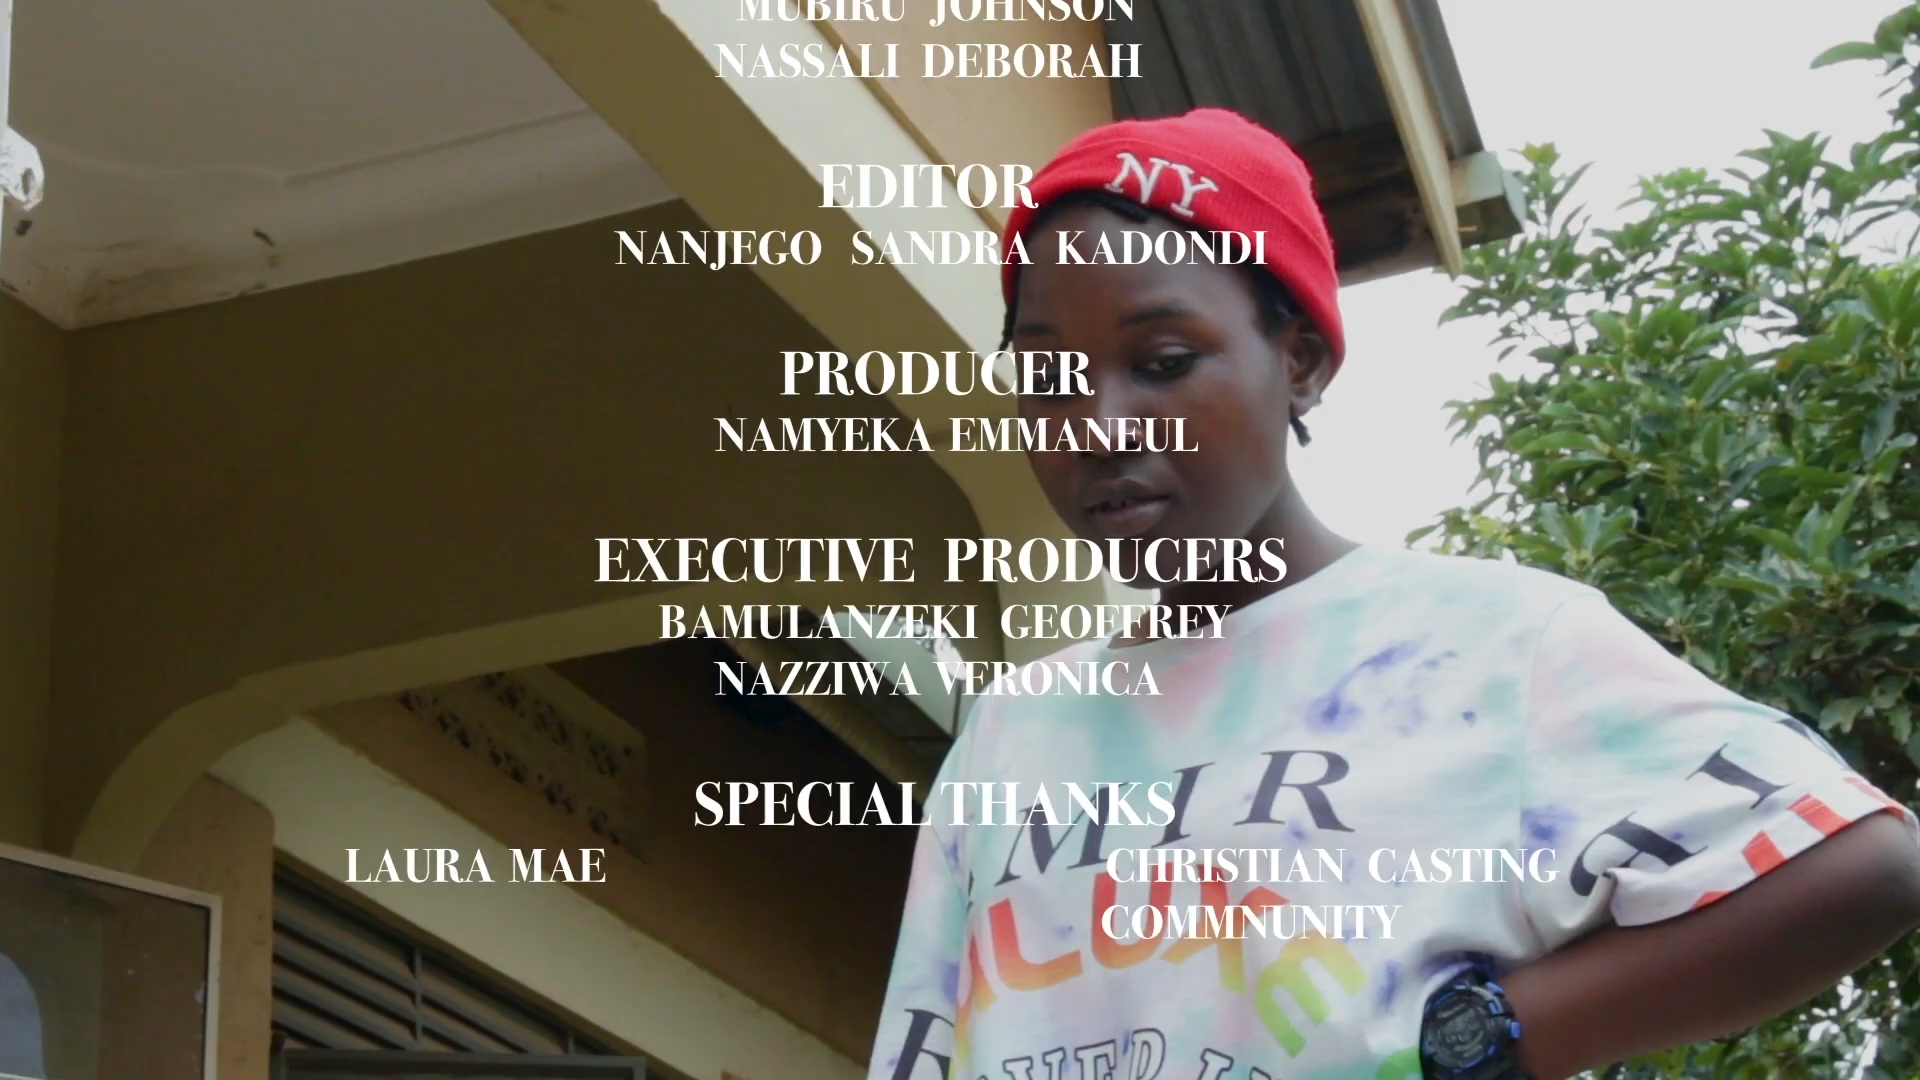 MUBIRU JOHNSON
NASSALI DEBORAH
EDITOR
NY
NANJEGO SANDRA KADONDI
PRODUCER
NAMYEKA EMMANEUL
EXECUTIVE PRODUCERS
BAMULANZEKI GEOFFREY
NAZZIWA VERONICA
SPECIAL THANKS
LAURA MAE
CHRISTIAN CASTING
COMMNUNITY